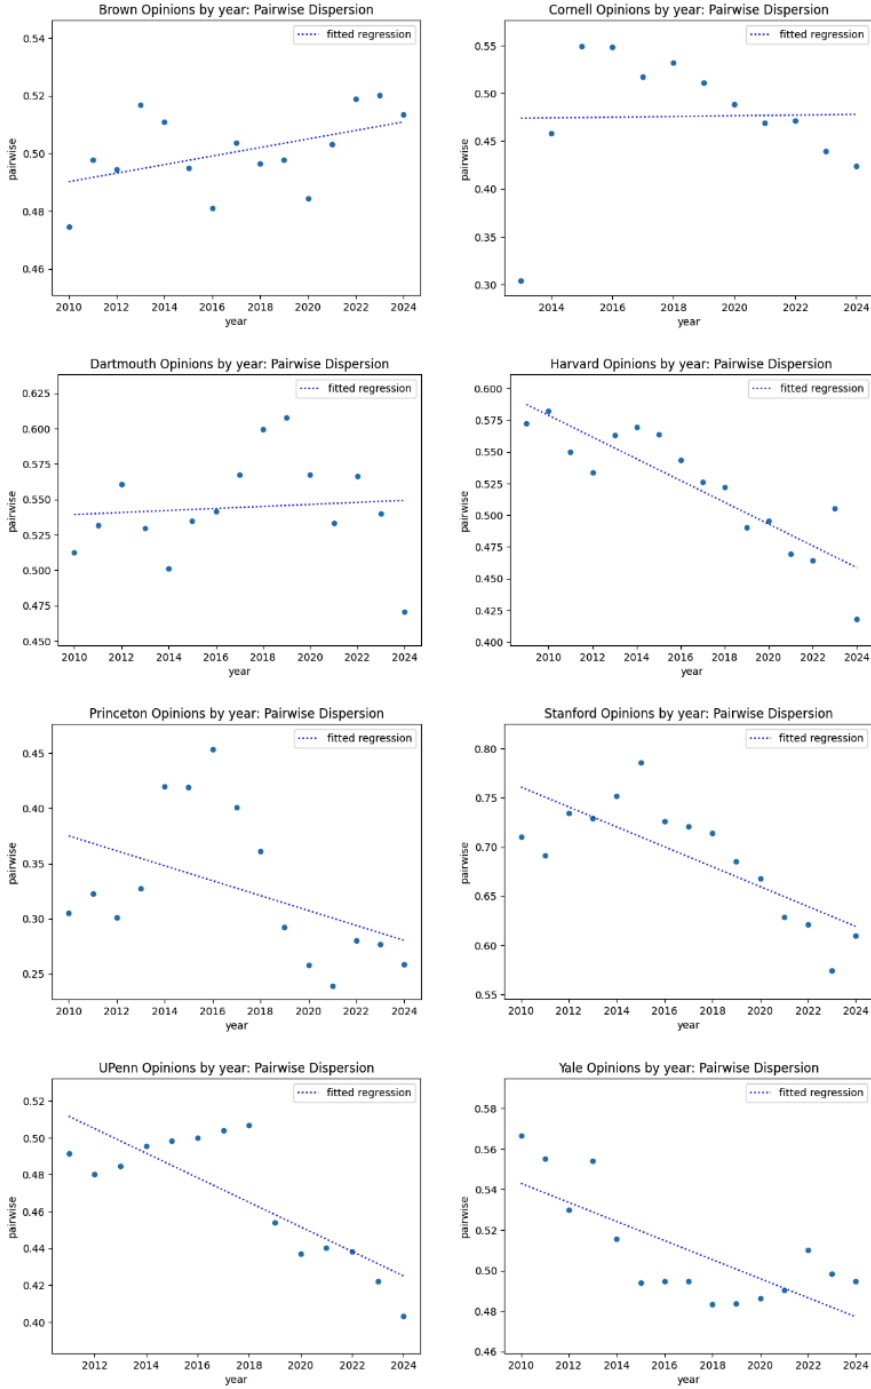 Brown Opinions by year: Pairwise Dispersion
fitted regression
0.54
0.52
0.50
0.48
0.46
pairwise
2010 2012 2014 2016 2018 2020 2022 2024
year
Cornell Opinions by year: Pairwise Dispersion
fitted regression
0.55
0.50
0.45
0.40
0.35
0.30
pairwise
2014 2016 2018 2020 2022 2024
year
Dartmouth Opinions by year: Pairwise Dispersion
fitted regression
0.625
0.600
0.575
0.550
0.525
0.500
0.475
0.450
pairwise
2010 2012 2014 2016 2018 2020 2022 2024
year
Harvard Opinions by year: Pairwise Dispersion
fitted regression
0.600
0.575
0.550
0.525
0.500
0.475
0.450
0.425
0.400
pairwise
2010 2012 2014 2016 2018 2020 2022 2024
year
Princeton Opinions by year: Pairwise Dispersion
fitted regression
0.45
0.40
0.35
0.30
0.25
pairwise
2010 2012 2014 2016 2018 2020 2022 2024
year
Stanford Opinions by year: Pairwise Dispersion
fitted regression
0.80
0.75
0.70
0.65
0.60
0.55
pairwise
2010 2012 2014 2016 2018 2020 2022 2024
year
UPenn Opinions by year: Pairwise Dispersion
fitted regression
0.52
0.50
0.48
0.46
0.44
0.42
0.40
pairwise
2012 2014 2016 2018 2020 2022 2024
year
Yale Opinions by year: Pairwise Dispersion
fitted regression
0.58
0.56
0.54
0.52
0.50
0.48
0.46
pairwise
2010 2012 2014 2016 2018 2020 2022 2024
year